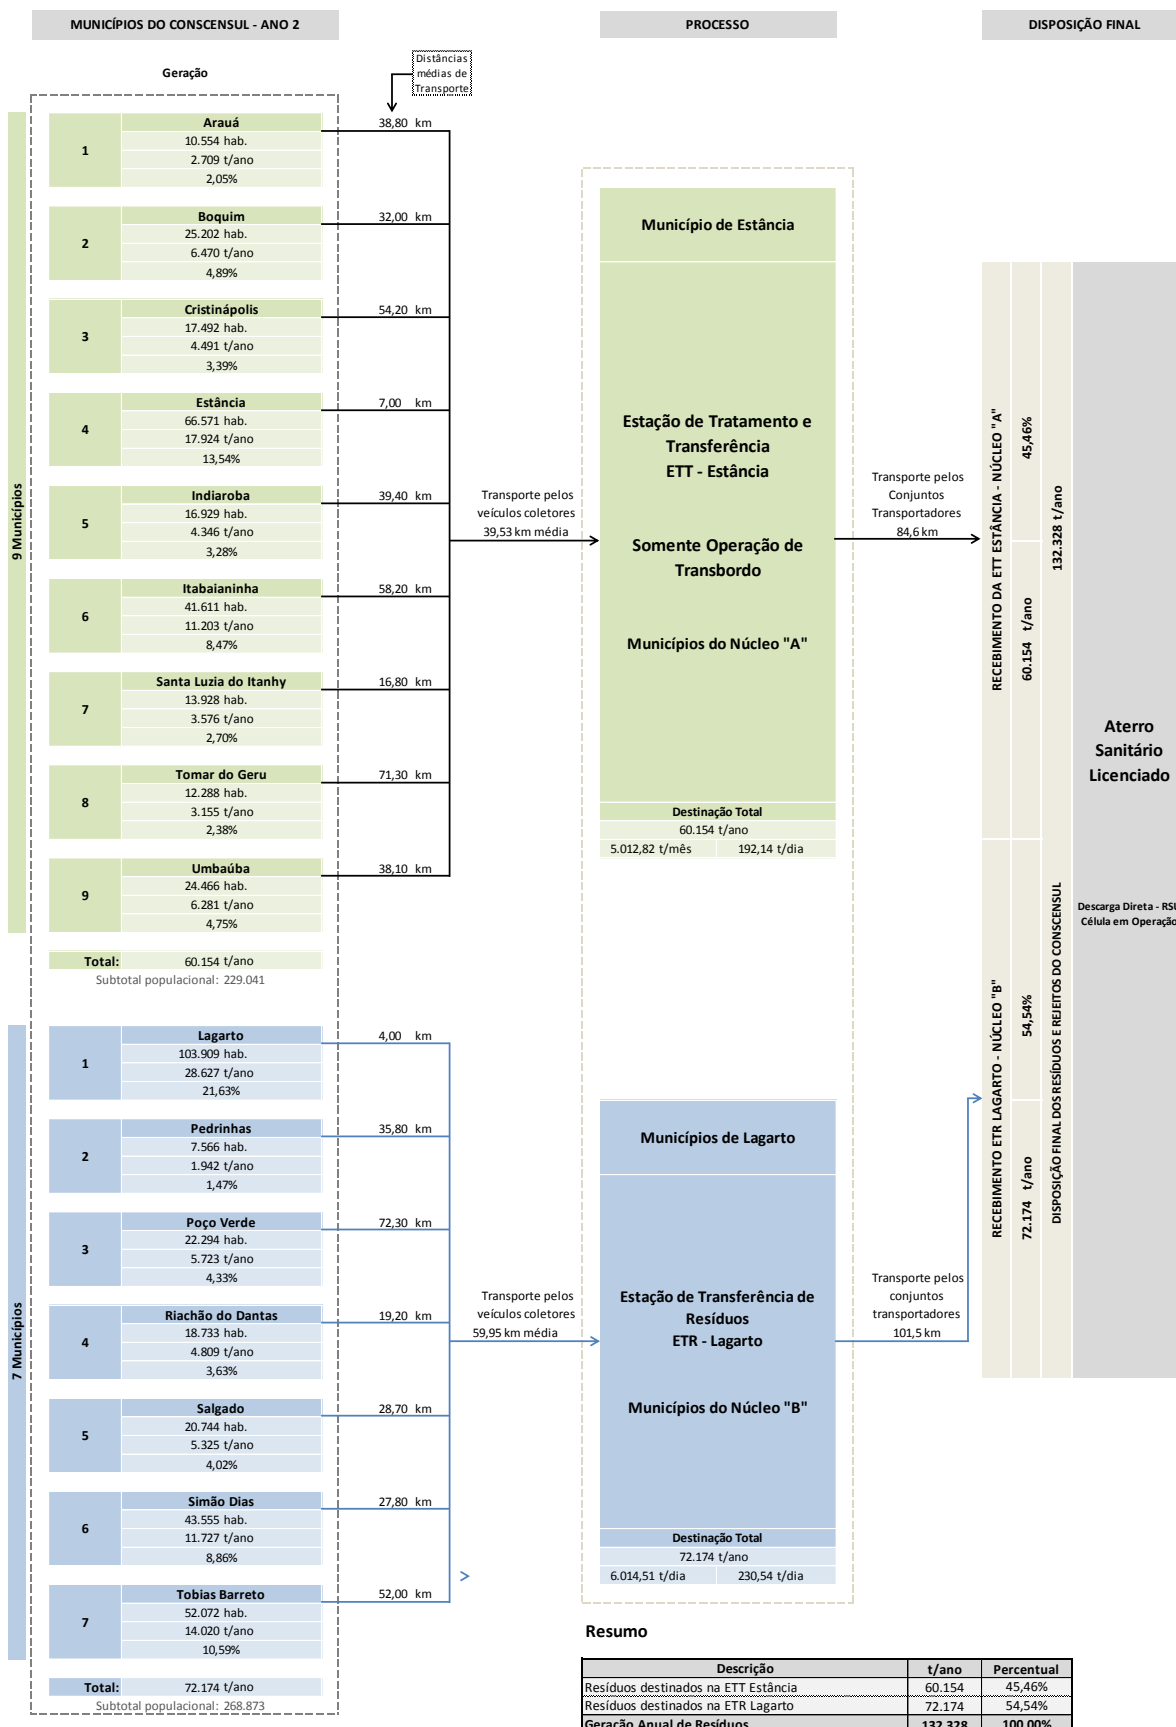 MUNICÍPIOS DO CONSCENSUL - ANO 2
PROCESSO
DISPOSIÇÃO FINAL
Geração
Distâncias
médias de
Transporte
9 Municípios
1
Arauá
10.554 hab.
2.709 t/ano
2,05%
38,80 km
2
Boquim
25.202 hab.
6.470 t/ano
4,89%
32,00 km
3
Cristinápolis
17.492 hab.
4.491 t/ano
3,39%
54,20 km
4
Estância
66.571 hab.
17.924 t/ano
13,54%
7,00 km
5
Indiaroba
16.929 hab.
4.346 t/ano
3,28%
39,40 km
6
Itabaianinha
41.611 hab.
11.203 t/ano
8,47%
58,20 km
7
Santa Luzia do Itanhy
13.928 hab.
3.576 t/ano
2,70%
16,80 km
8
Tomar do Geru
12.288 hab.
3.155 t/ano
2,38%
71,30 km
9
Umbaúba
24.466 hab.
6.281 t/ano
4,75%
38,10 km
Total: 60.154 t/ano
Subtotal populacional: 229.041
Transporte pelos
veículos coletores
39,53 km média
Município de Estância
Estação de Tratamento e
Transferência
ETT - Estância
Somente Operação de
Transbordo
Municípios do Núcleo "A"
Destinação Total
60.154 t/ano
5.012,82 t/mês 192,14 t/dia
Transporte pelos
Conjuntos
Transportadores
84,6 km
RECEBIMENTO DA ETT ESTÂNCIA - NÚCLEO "A"
45,46%
60.154 t/ano
132.328 t/ano
DISPOSIÇÃO FINAL DOS RESÍDUOS E REJEITOS DO CONSCENSUL
Aterro
Sanitário
Licenciado
Descarga Direta - RSU
Célula em Operação
7 Municípios
1
Lagarto
103.909 hab.
28.627 t/ano
21,63%
4,00 km
2
Pedrinhas
7.566 hab.
1.942 t/ano
1,47%
35,80 km
3
Poço Verde
22.294 hab.
5.723 t/ano
4,33%
72,30 km
4
Riachão do Dantas
18.733 hab.
4.809 t/ano
3,63%
19,20 km
5
Salgado
20.744 hab.
5.325 t/ano
4,02%
28,70 km
6
Simão Dias
43.555 hab.
11.727 t/ano
8,86%
27,80 km
7
Tobias Barreto
52.072 hab.
14.020 t/ano
10,59%
52,00 km
Total: 72.174 t/ano
Subtotal populacional: 268.873
Transporte pelos
veículos coletores
59,95 km média
Municípios de Lagarto
Estação de Transferência de
Resíduos
ETR - Lagarto
Municípios do Núcleo "B"
Destinação Total
72.174 t/ano
6.014,51 t/dia 230,54 t/dia
Transporte pelos
conjuntos
transportadores
101,5 km
RECEBIMENTO ETR LAGARTO - NÚCLEO "B"
54,54%
72.174 t/ano
Resumo
Descrição t/ano Percentual
Resíduos destinados na ETT Estância 60.154 45,46%
Resíduos destinados na ETR Lagarto 72.174 54,54%
Geração Anual de Resíduos 132.328 100,00%